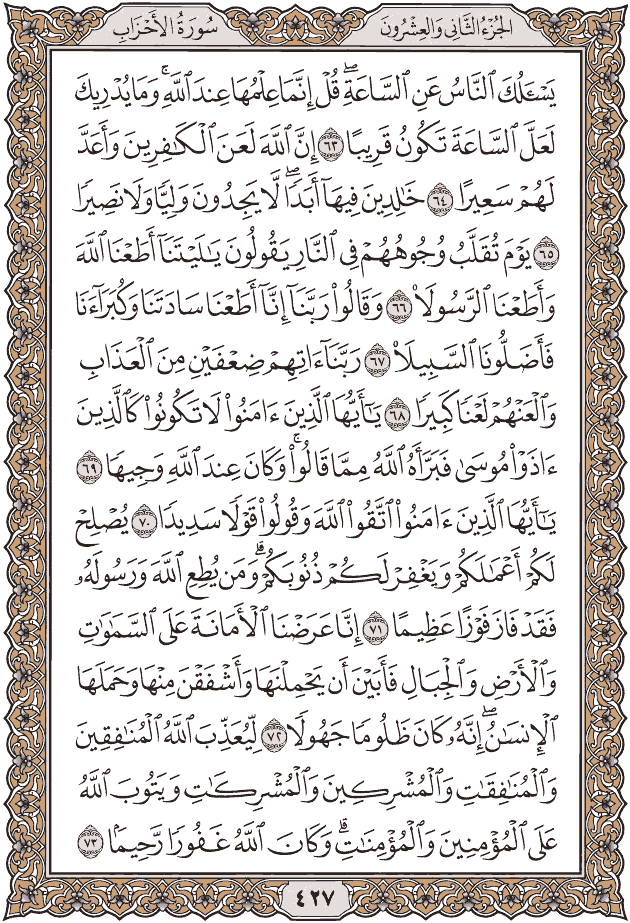 الجزء الثاني والعشرون
سورة الأحزاب
يَسْـَٔلُكَ ٱلنَّاسُ عَنِ ٱلسَّاعَةِۖ قُلْ إِنَّمَا عِلْمُهَا عِندَ ٱللَّهِۚ وَمَا يُدْرِيكَ
لَعَلَّ ٱلسَّاعَةَ تَكُونُ قَرِيبًا ٦٣ إِنَّ ٱللَّهَ لَعَنَ ٱلْكَـٰفِرِينَ وَأَعَدَّ
لَهُمْ سَعِيرًا ٦٤ خَـٰلِدِينَ فِيهَآ أَبَدًاۖ لَّا يَجِدُونَ وَلِيًّا وَلَا نَصِيرًا
٦٥ يَوْمَ تُقَلَّبُ وُجُوهُهُمْ فِى ٱلنَّارِ يَقُولُونَ يَـٰلَيْتَنَآ أَطَعْنَا ٱللَّهَ
وَأَطَعْنَا ٱلرَّسُولَا۠ ٦٦ وَقَالُوا۟ رَبَّنَآ إِنَّآ أَطَعْنَا سَادَتَنَا وَكُبَرَآءَنَا
فَأَضَلُّونَا ٱلسَّبِيلَا۠ ٦٧ رَبَّنَآ ءَاتِهِمْ ضِعْفَيْنِ مِنَ ٱلْعَذَابِ
وَٱلْعَنْهُمْ لَعْنًا كَبِيرًا ٦٨ يَـٰٓأَيُّهَا ٱلَّذِينَ ءَامَنُوا۟ لَا تَكُونُوا۟ كَٱلَّذِينَ
ءَاذَوْا۟ مُوسَىٰ فَبَرَّأَهُ ٱللَّهُ مِمَّا قَالُوا۟ۚ وَكَانَ عِندَ ٱللَّهِ وَجِيهًا ٦٩
يَـٰٓأَيُّهَا ٱلَّذِينَ ءَامَنُوا۟ ٱتَّقُوا۟ ٱللَّهَ وَقُولُوا۟ قَوْلًا سَدِيدًا ٧٠ يُصْلِحْ
لَكُمْ أَعْمَـٰلَكُمْ وَيَغْفِرْ لَكُمْ ذُنُوبَكُمْۗ وَمَن يُطِعِ ٱللَّهَ وَرَسُولَهُۥ
فَقَدْ فَازَ فَوْزًا عَظِيمًا ٧١ إِنَّا عَرَضْنَا ٱلْأَمَانَةَ عَلَى ٱلسَّمَـٰوَٰتِ
وَٱلْأَرْضِ وَٱلْجِبَالِ فَأَبَيْنَ أَن يَحْمِلْنَهَا وَأَشْفَقْنَ مِنْهَا وَحَمَلَهَا
ٱلْإِنسَـٰنُۖ إِنَّهُۥ كَانَ ظَلُومًا جَهُولًا ٧٢ لِّيُعَذِّبَ ٱللَّهُ ٱلْمُنَـٰفِقِينَ
وَٱلْمُنَـٰفِقَـٰتِ وَٱلْمُشْرِكِينَ وَٱلْمُشْرِكَـٰتِ وَيَتُوبَ ٱللَّهُ
عَلَى ٱلْمُؤْمِنِينَ وَٱلْمُؤْمِنَـٰتِۗ وَكَانَ ٱللَّهُ غَفُورًا رَّحِيمًۢا ٧٣
٤٢٧